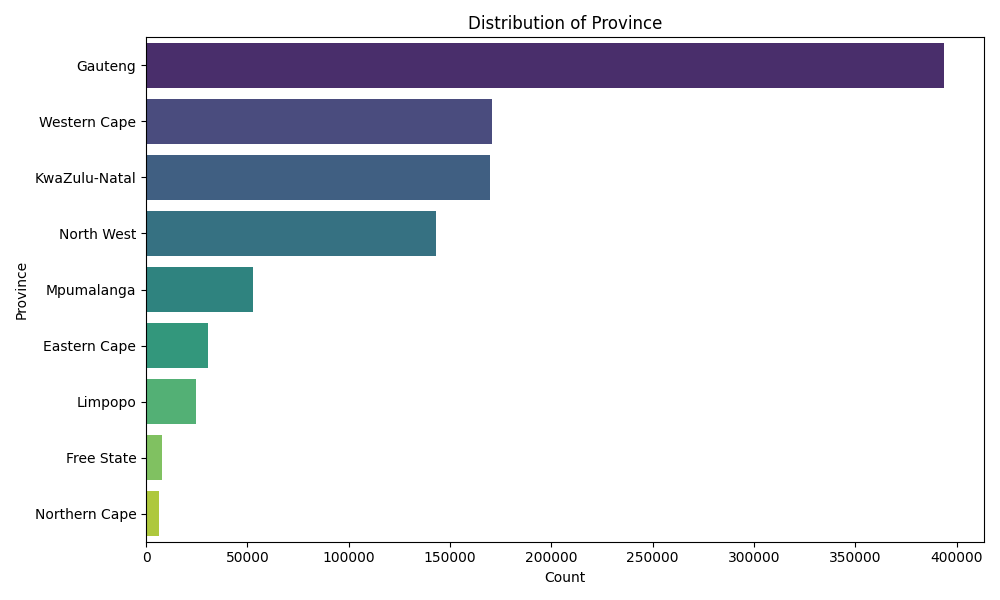 Distribution of Province
Province
Gauteng
Western Cape
KwaZulu-Natal
North West
Mpumalanga
Eastern Cape
Limpopo
Free State
Northern Cape
0 50000 100000 150000 200000 250000 300000 350000 400000
Count